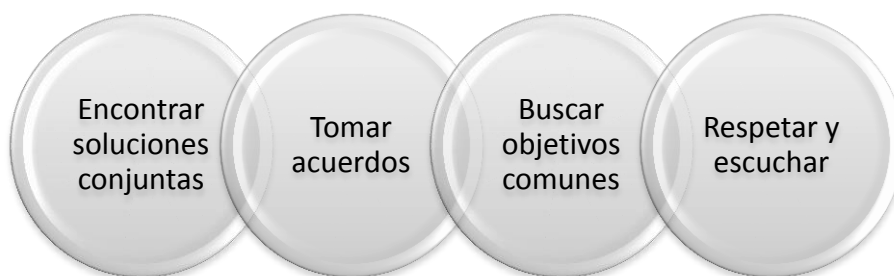 Encontrar
soluciones
conjuntas
Tomar
acuerdos
Buscar
objetivos
comunes
Respetar y
escuchar